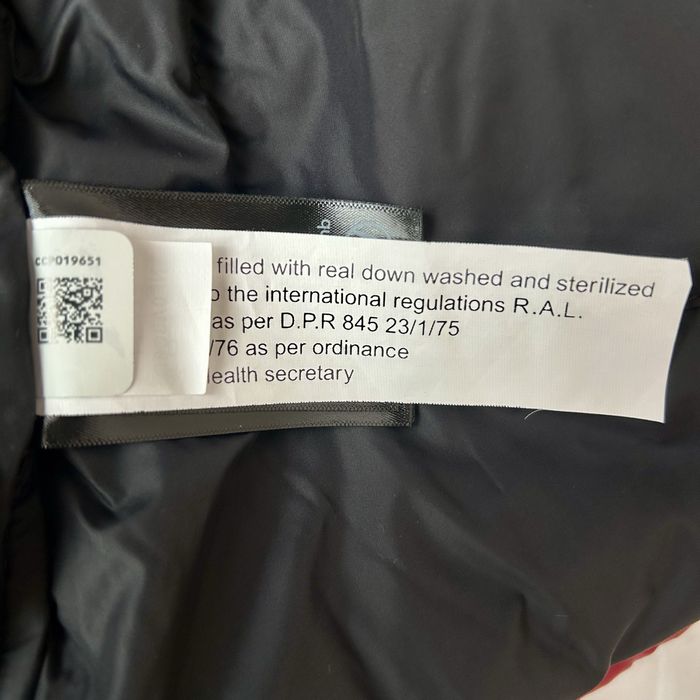 CCP019651
filled with real down washed and sterilized
the international regulations R.A.L.
as per D.P.R 845 23/1/75
/76 as per ordinance
ealth secretary